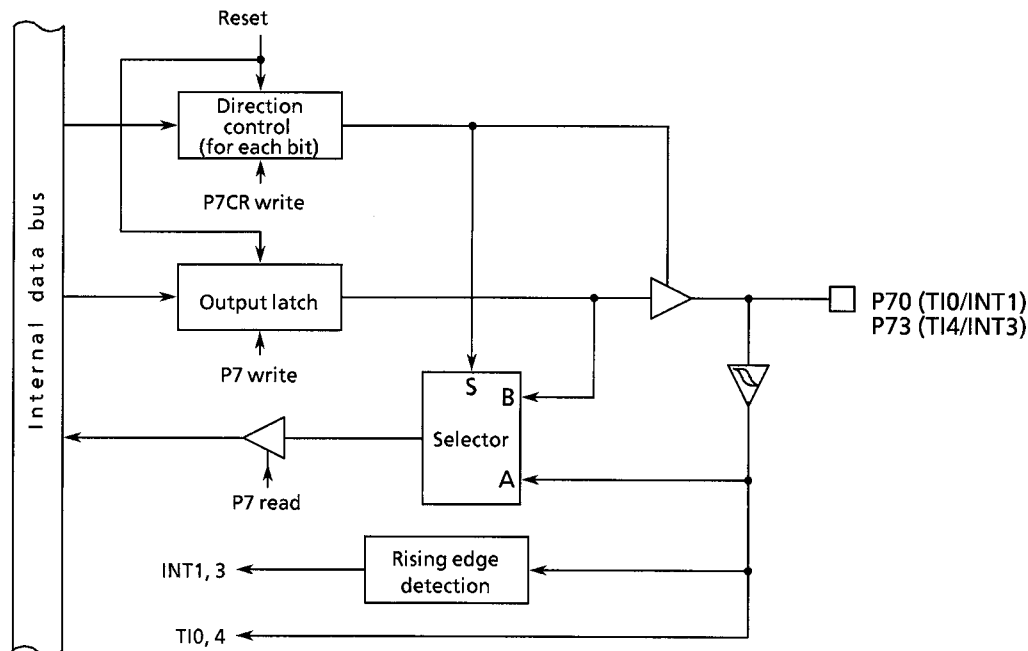 Reset
Direction
control
(for each bit)
P7CR write
Internal data bus
Output latch
P7 write
P70 (TI0/INT1)
P73 (TI4/INT3)
S
B
Selector
A
P7 read
Rising edge
detection
INT1, 3
TI0, 4